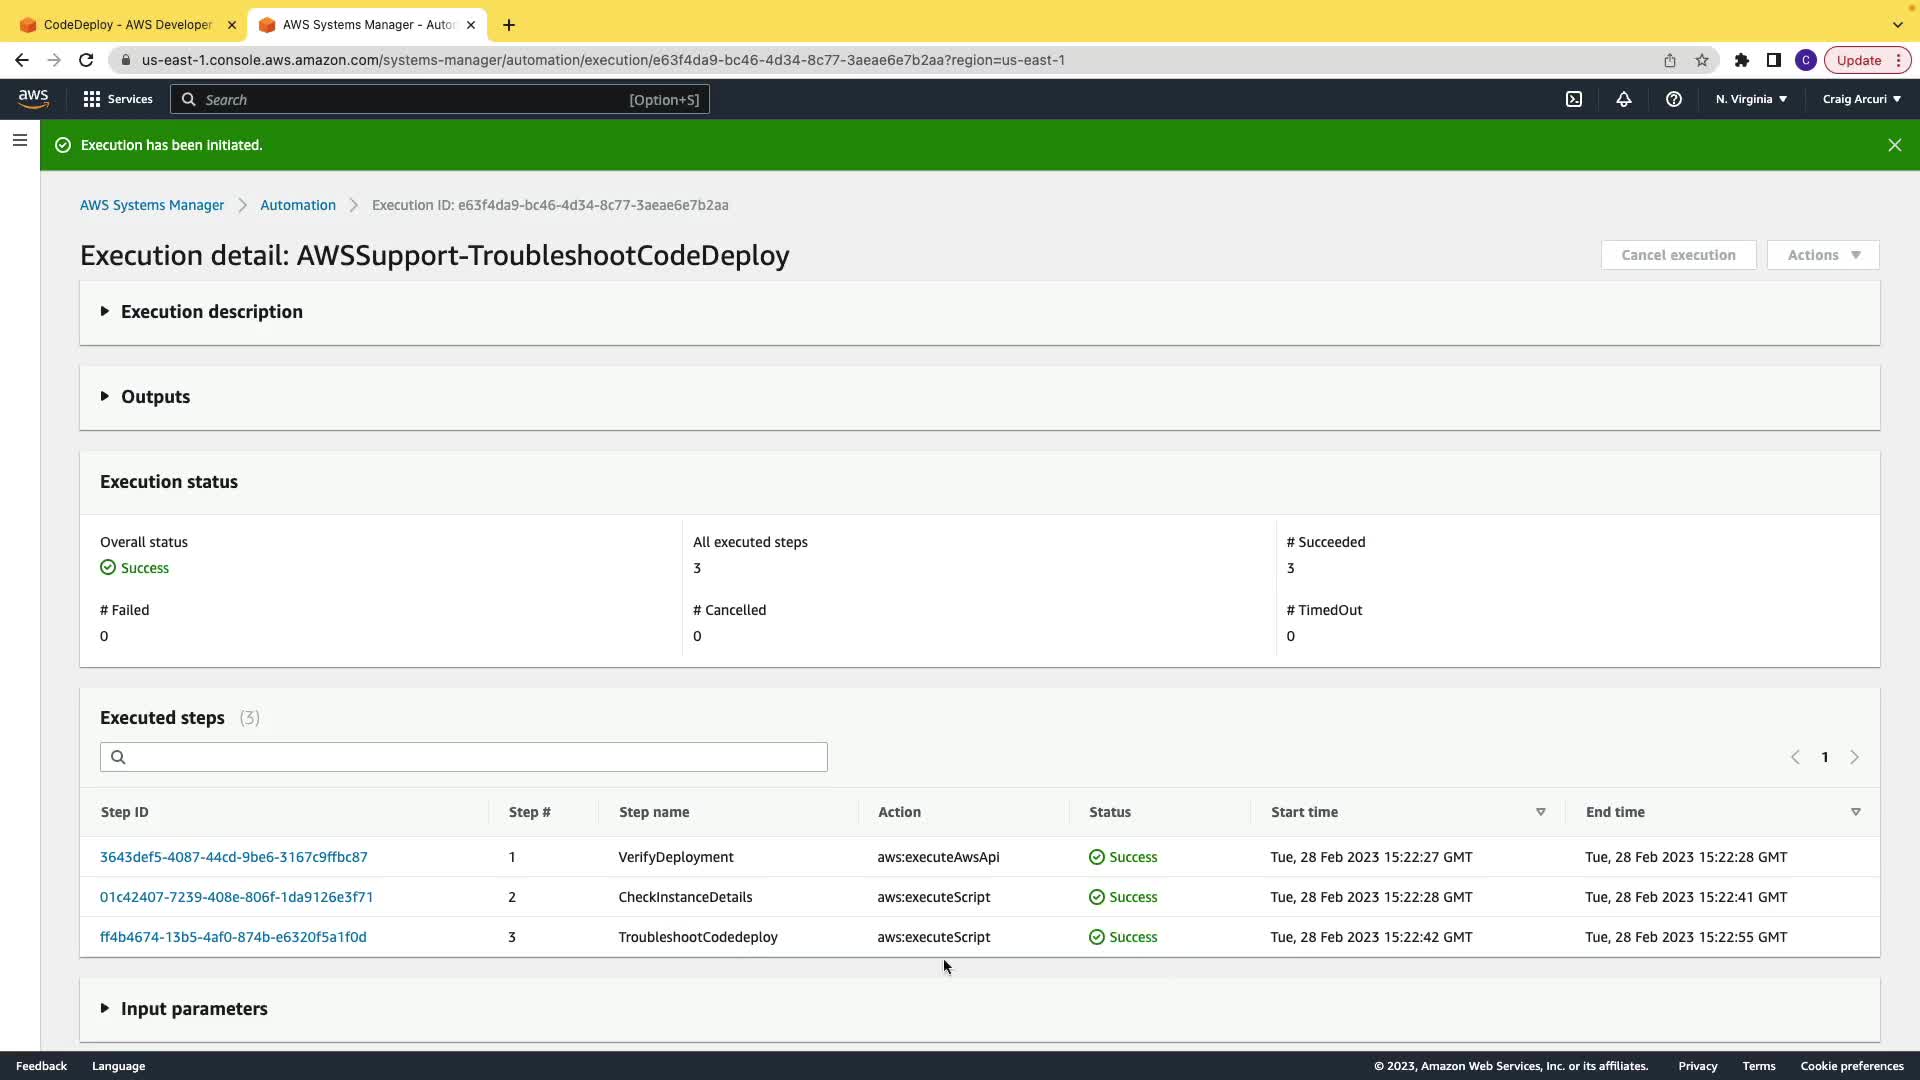 CodeDeploy - AWS Developer
AWS Systems Manager - Auto
us-east-1.console.aws.amazon.com/systems-manager/automation/execution/e63f4da9-bc46-4d34-8c77-3aeae6e7b2aa?region=us-east-1
C
Update
aws
Services
Search
[Option+S]
N. Virginia
Craig Arcuri
Execution has been initiated.
AWS Systems Manager
Automation
Execution ID: e63f4da9-bc46-4d34-8c77-3aeae6e7b2aa
Execution detail: AWSSupport-TroubleshootCodeDeploy
Cancel execution
Actions
Execution description
Outputs
Execution status
Overall status
All executed steps
# Succeeded
Success
3
3
# Failed
# Cancelled
# TimedOut
0
0
0
Executed steps (3)
1
Step ID Step # Step name Action Status Start time End time
3643def5-4087-44cd-9be6-3167c9ffbc87 1 VerifyDeployment aws:executeAwsApi Success Tue, 28 Feb 2023 15:22:27 GMT Tue, 28 Feb 2023 15:22:28 GMT
01c42407-7239-408e-806f-1da9126e3f71 2 CheckInstanceDetails aws:executeScript Success Tue, 28 Feb 2023 15:22:28 GMT Tue, 28 Feb 2023 15:22:41 GMT
ff4b4674-13b5-4af0-874b-e6320f5a1f0d 3 TroubleshootCodedeploy aws:executeScript Success Tue, 28 Feb 2023 15:22:42 GMT Tue, 28 Feb 2023 15:22:55 GMT
Input parameters
Feedback
Language
© 2023, Amazon Web Services, Inc. or its affiliates.
Privacy
Terms
Cookie preferences